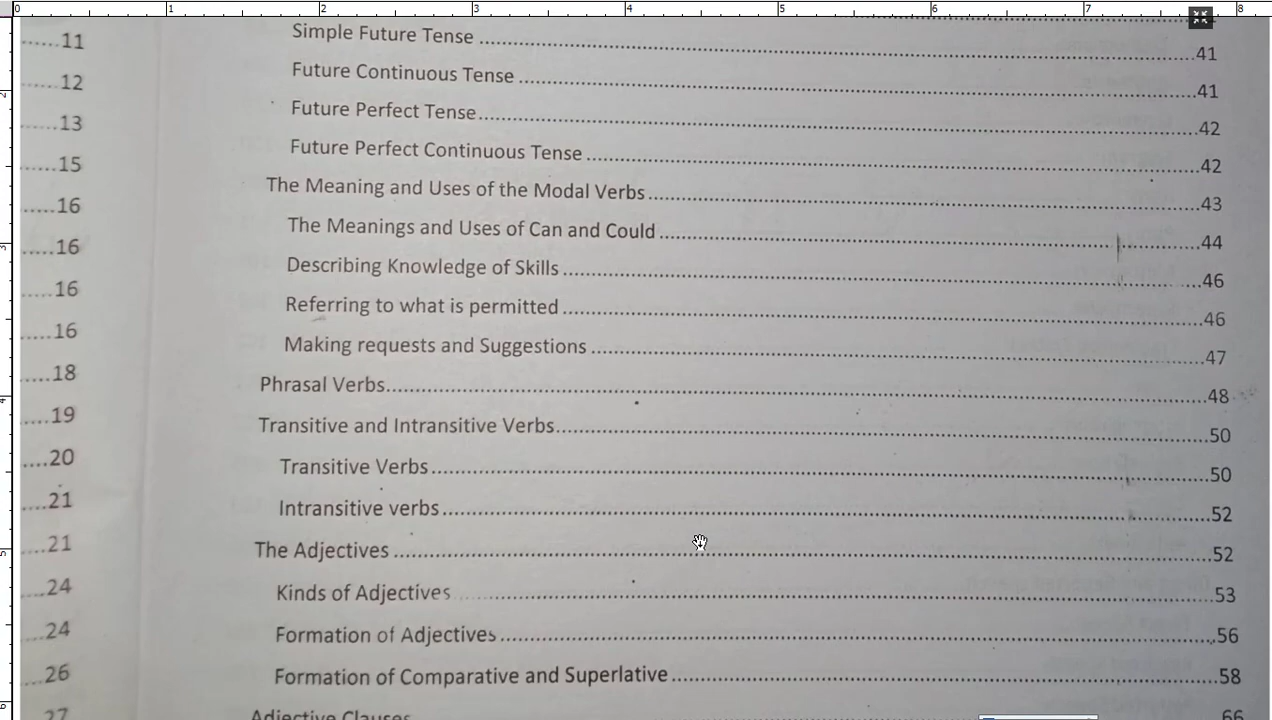 11
12
13
15
16
16
16
16
18
19
20
21
21
24
24
26
27
Simple Future Tense ........ 41
Future Continuous Tense ........ 41
Future Perfect Tense ........ 42
Future Perfect Continuous Tense ........ 42
The Meaning and Uses of the Modal Verbs ........ 43
The Meanings and Uses of Can and Could ........ 44
Describing Knowledge of Skills ........ 46
Referring to what is permitted ........ 46
Making requests and Suggestions ........ 47
Phrasal Verbs ........ 48
Transitive and Intransitive Verbs ........ 50
Transitive Verbs ........ 50
Intransitive verbs ........ 52
The Adjectives ........ 52
Kinds of Adjectives ........ 53
Formation of Adjectives ........ 56
Formation of Comparative and Superlative ........ 58
Adjective Clauses ........ 66